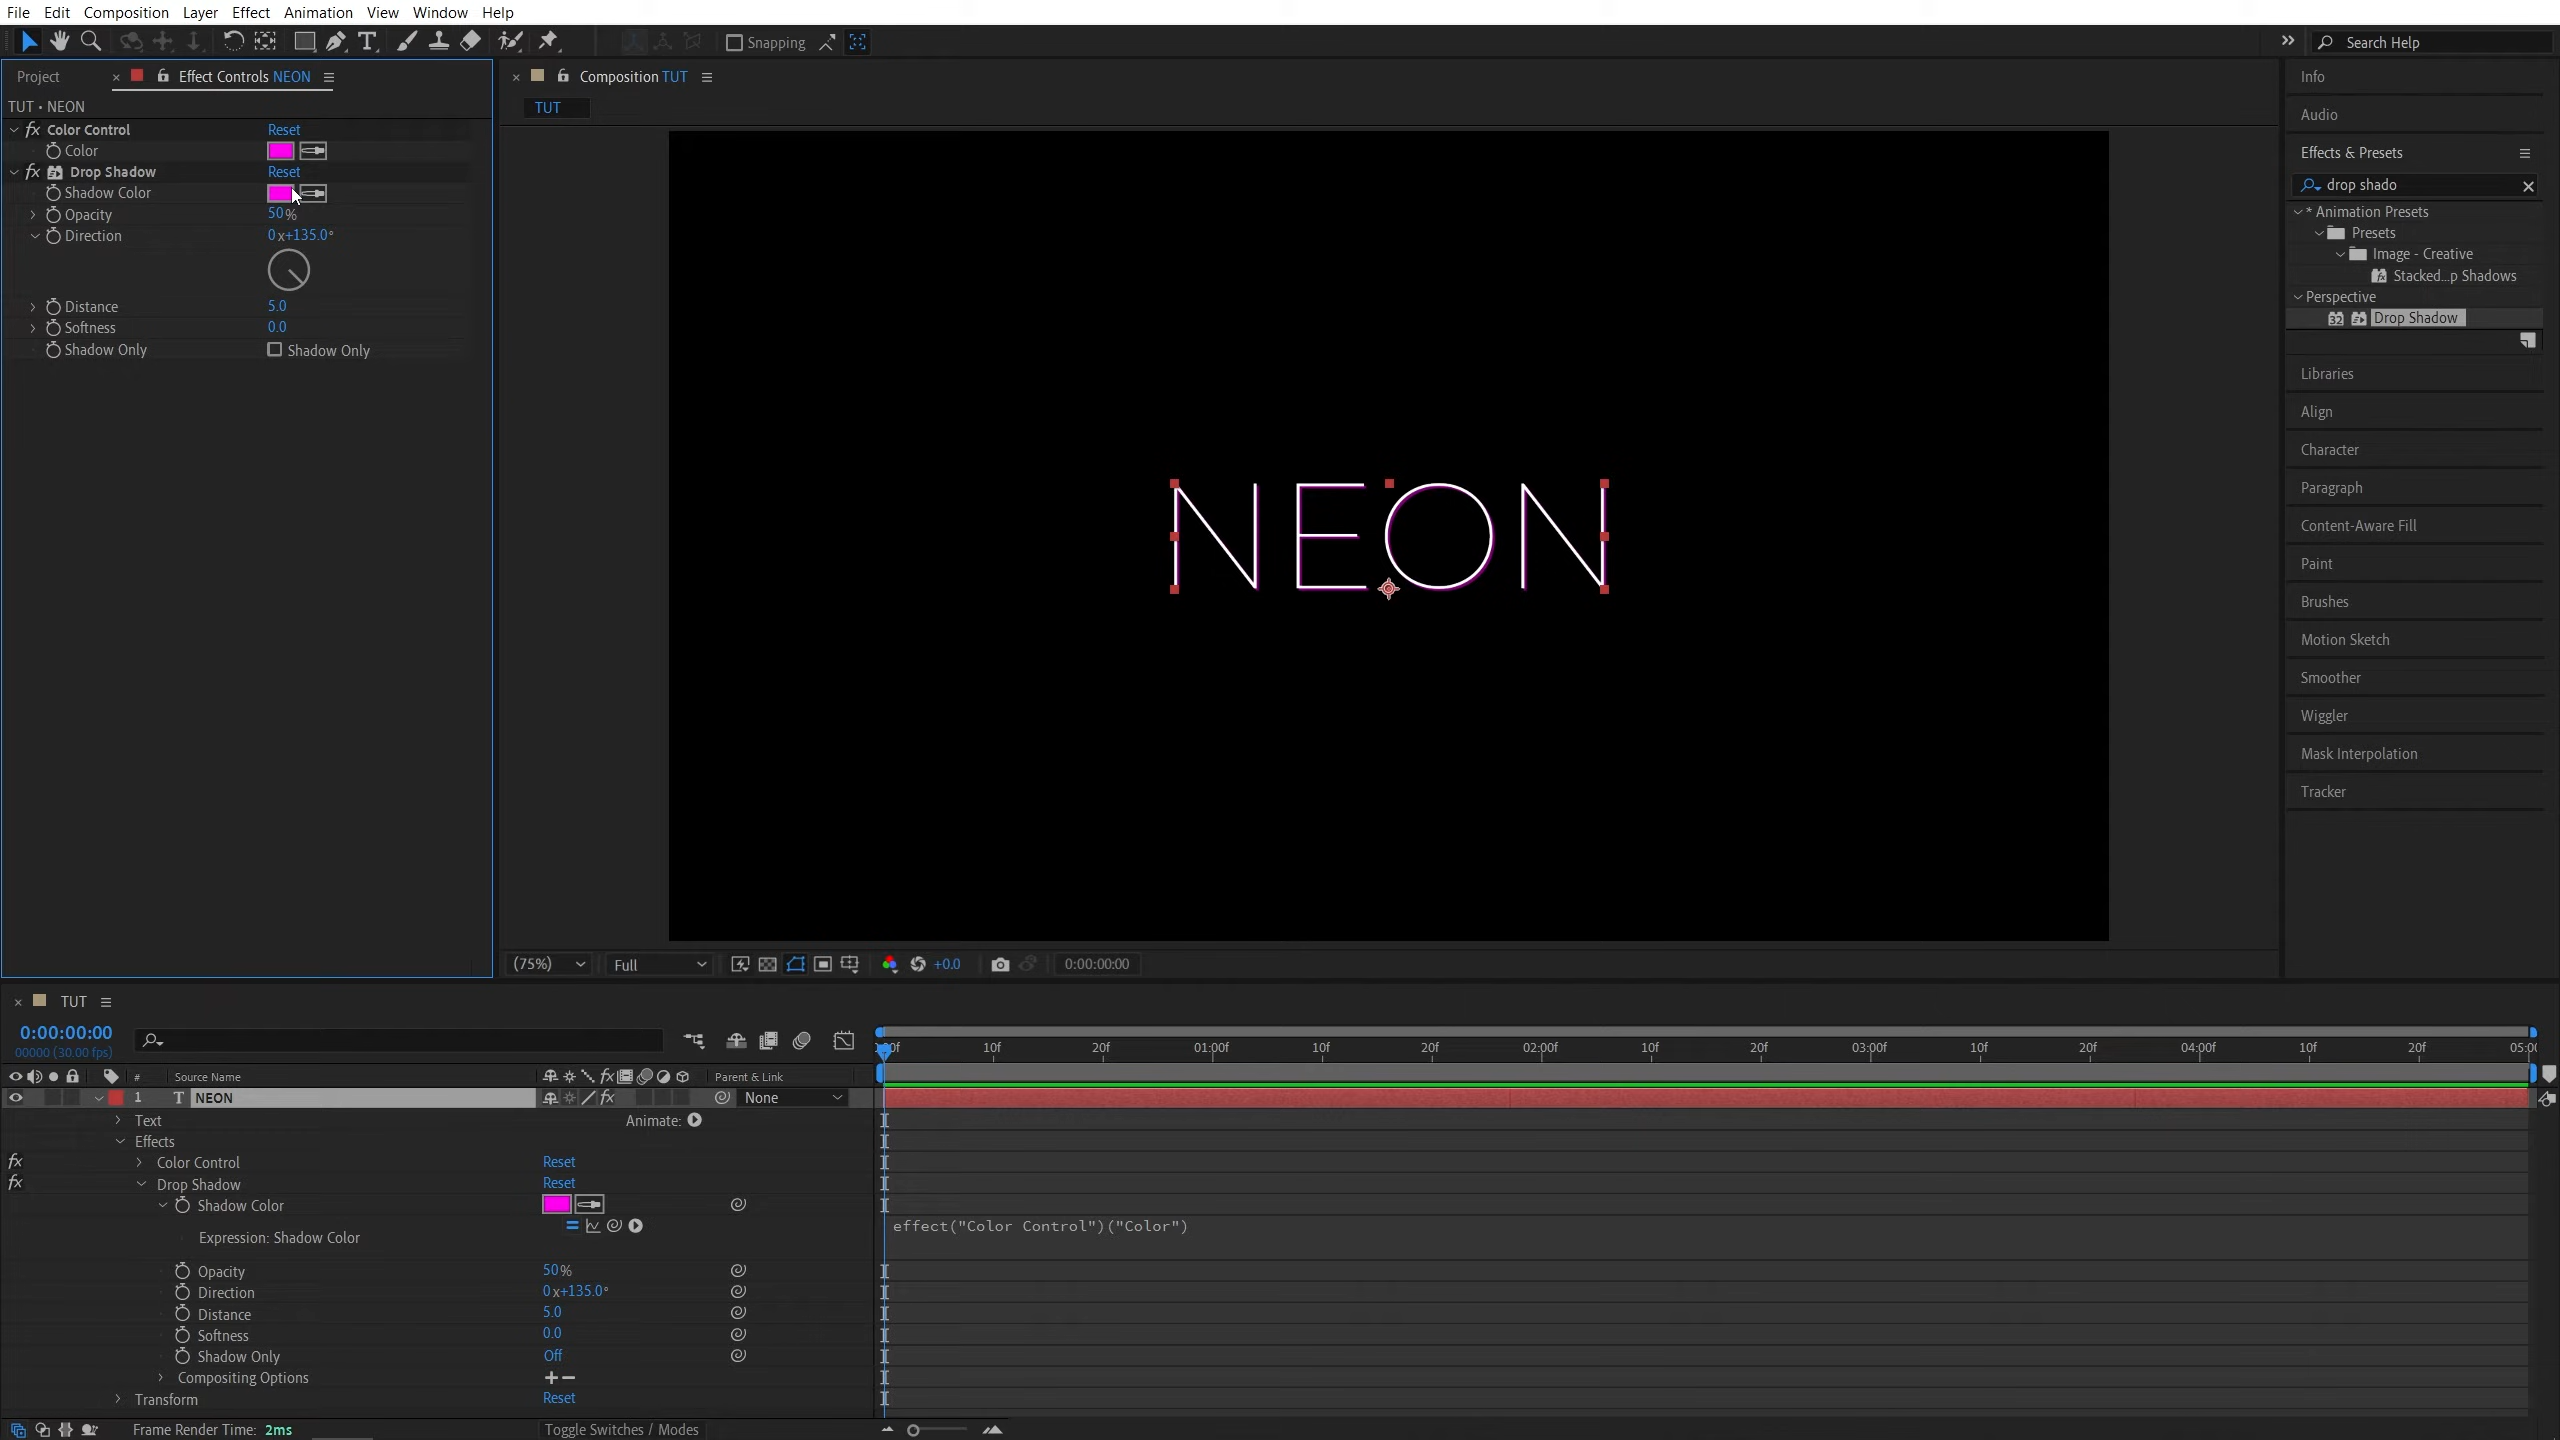 File Edit Composition Layer Effect Animation View Window Help
Snapping
Search Help
Project
Effect Controls NEON
TUT • NEON
Color Control Reset
Color
Drop Shadow Reset
Shadow Color
Opacity 50%
Direction 0x+135.0°
Distance 5.0
Softness 0.0
Shadow Only Shadow Only
Composition TUT
TUT
NEON
(75%) Full +0.0 0:00:00:00
Info
Audio
Effects & Presets
drop shado
* Animation Presets
Presets
Image - Creative
Stacked...p Shadows
Perspective
32 Drop Shadow
Libraries
Align
Character
Paragraph
Content-Aware Fill
Paint
Brushes
Motion Sketch
Smoother
Wiggler
Mask Interpolation
Tracker
TUT
0:00:00:00
00000 (30.00 fps)
10f 20f 01:00f 10f 20f 02:00f 10f 20f 03:00f 10f 20f 04:00f 10f 20f
# Source Name Parent & Link
1 T NEON None
Text Animate:
Effects
Color Control Reset
Drop Shadow Reset
Shadow Color
Expression: Shadow Color
effect("Color Control")("Color")
Opacity 50%
Direction 0x+135.0°
Distance 5.0
Softness 0.0
Shadow Only Off
Compositing Options
Transform Reset
Frame Render Time: 2ms
Toggle Switches / Modes